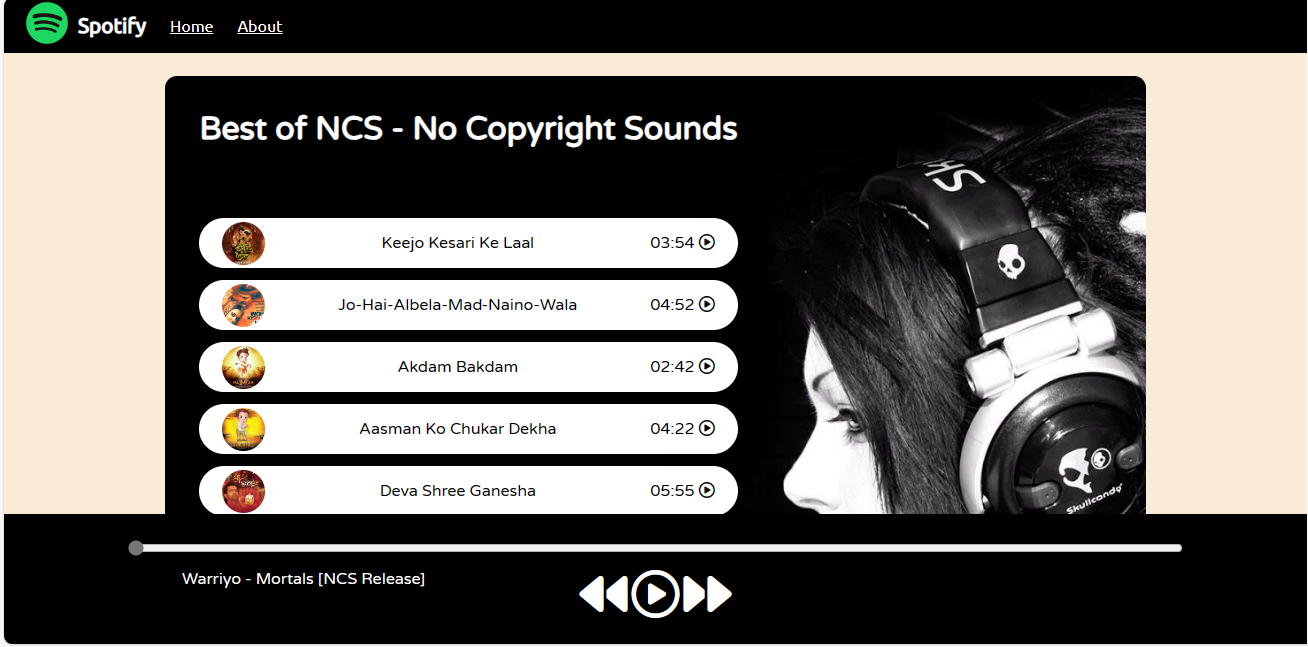 Spotify Home About
Best of NCS - No Copyright Sounds
Keejo Kesari Ke Laal 03:54
Jo-Hai-Albela-Mad-Naino-Wala 04:52
Akdam Bakdam 02:42
Aasman Ko Chukar Dekha 04:22
Deva Shree Ganesha 05:55
SK
Skullcandy
Warriyo - Mortals [NCS Release]